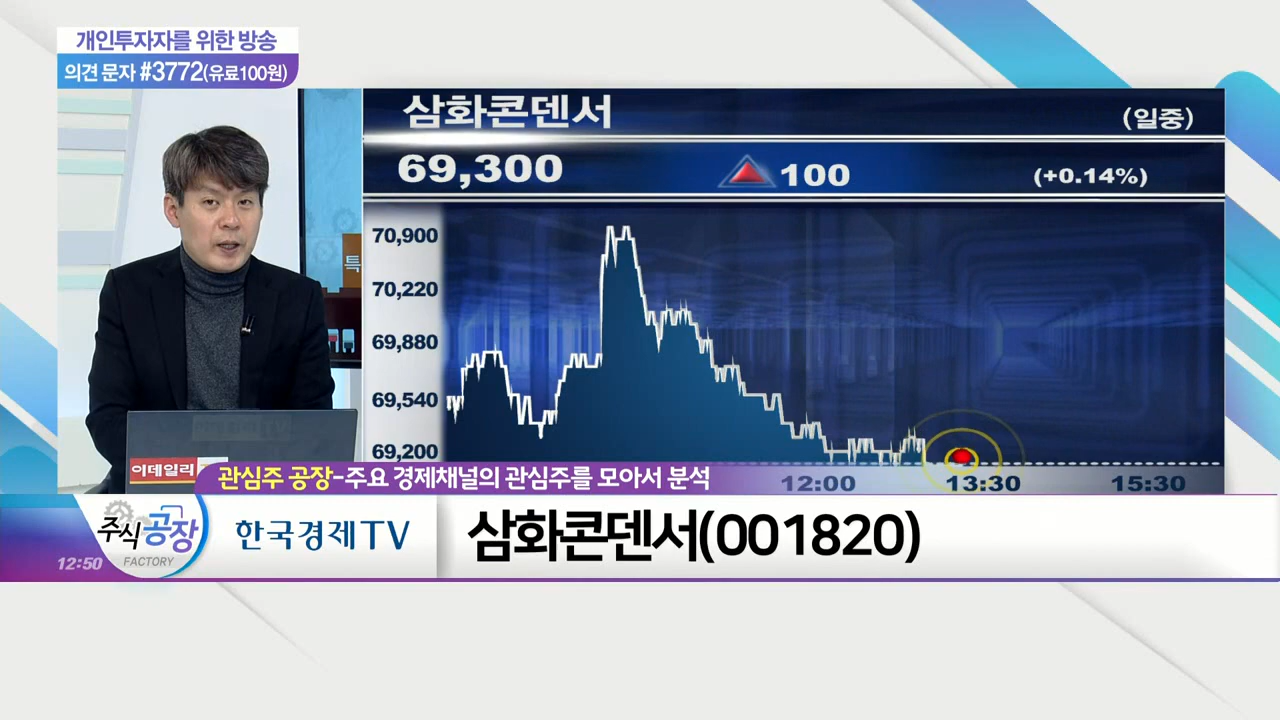 개인투자자를 위한 방송
의견 문자 #3772(유료100원)
삼화콘덴서
(일중)
69,300
100
(+0.14%)
70,900
70,220
69,880
69,540
69,200
12:00
13:30
15:30
특
이데일리
관심주 공장-주요 경제채널의 관심주를 모아서 분석
주식공장
FACTORY
12:50
한국경제TV
삼화콘덴서(001820)